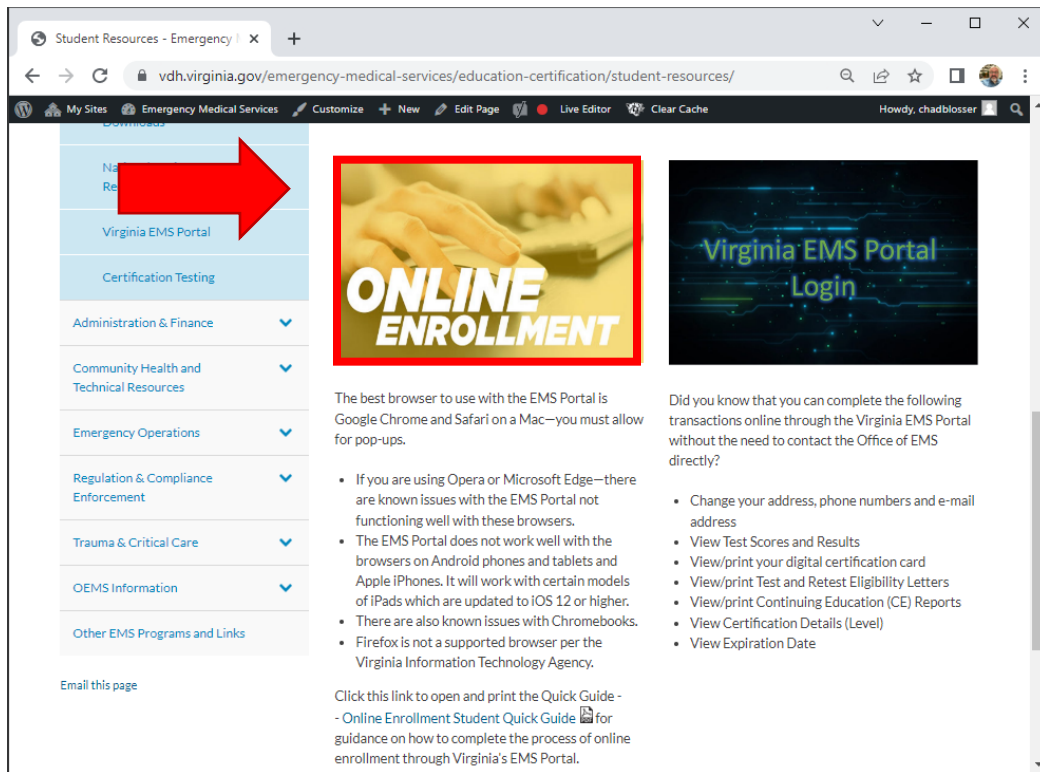 Student Resources - Emergency
vdh.virginia.gov/emergency-medical-services/education-certification/student-resources/
My Sites Emergency Medical Services Customize + New Edit Page Live Editor Clear Cache Howdy, chadblosser
Downloads
Virginia EMS Portal
Certification Testing
Administration & Finance
Community Health and
Technical Resources
Emergency Operations
Regulation & Compliance
Enforcement
Trauma & Critical Care
OEMS Information
Other EMS Programs and Links
Email this page
ONLINE
ENROLLMENT
The best browser to use with the EMS Portal is
Google Chrome and Safari on a Mac—you must allow
for pop-ups.
• If you are using Opera or Microsoft Edge—there
are known issues with the EMS Portal not
functioning well with these browsers.
• The EMS Portal does not work well with the
browsers on Android phones and tablets and
Apple iPhones. It will work with certain models
of iPads which are updated to iOS 12 or higher.
• There are also known issues with Chromebooks.
• Firefox is not a supported browser per the
Virginia Information Technology Agency.
Click this link to open and print the Quick Guide -
- Online Enrollment Student Quick Guide for
guidance on how to complete the process of online
enrollment through Virginia's EMS Portal.
Virginia EMS Portal
Login
Did you know that you can complete the following
transactions online through the Virginia EMS Portal
without the need to contact the Office of EMS
directly?
• Change your address, phone numbers and e-mail
address
• View Test Scores and Results
• View/print your digital certification card
• View/print Test and Retest Eligibility Letters
• View/print Continuing Education (CE) Reports
• View Certification Details (Level)
• View Expiration Date